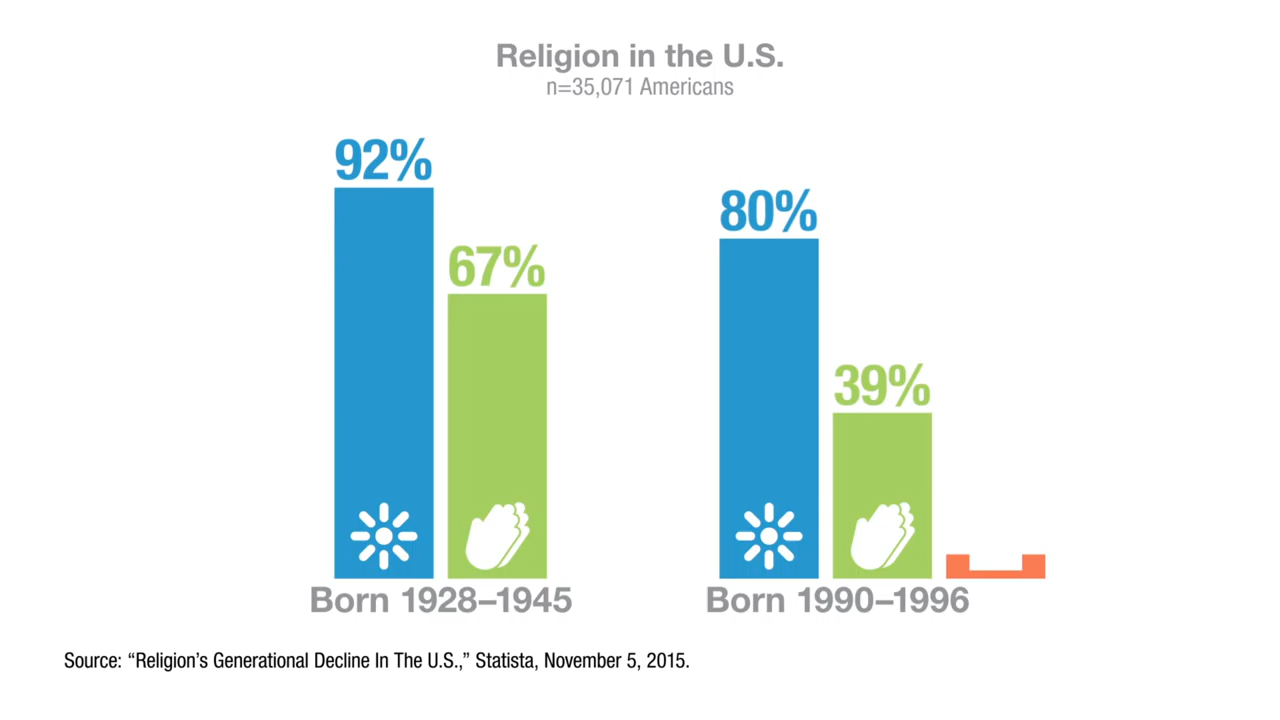 Religion in the U.S.
n=35,071 Americans
92%
67%
80%
39%
Born 1928–1945
Born 1990–1996
Source: “Religion’s Generational Decline In The U.S.,” Statista, November 5, 2015.